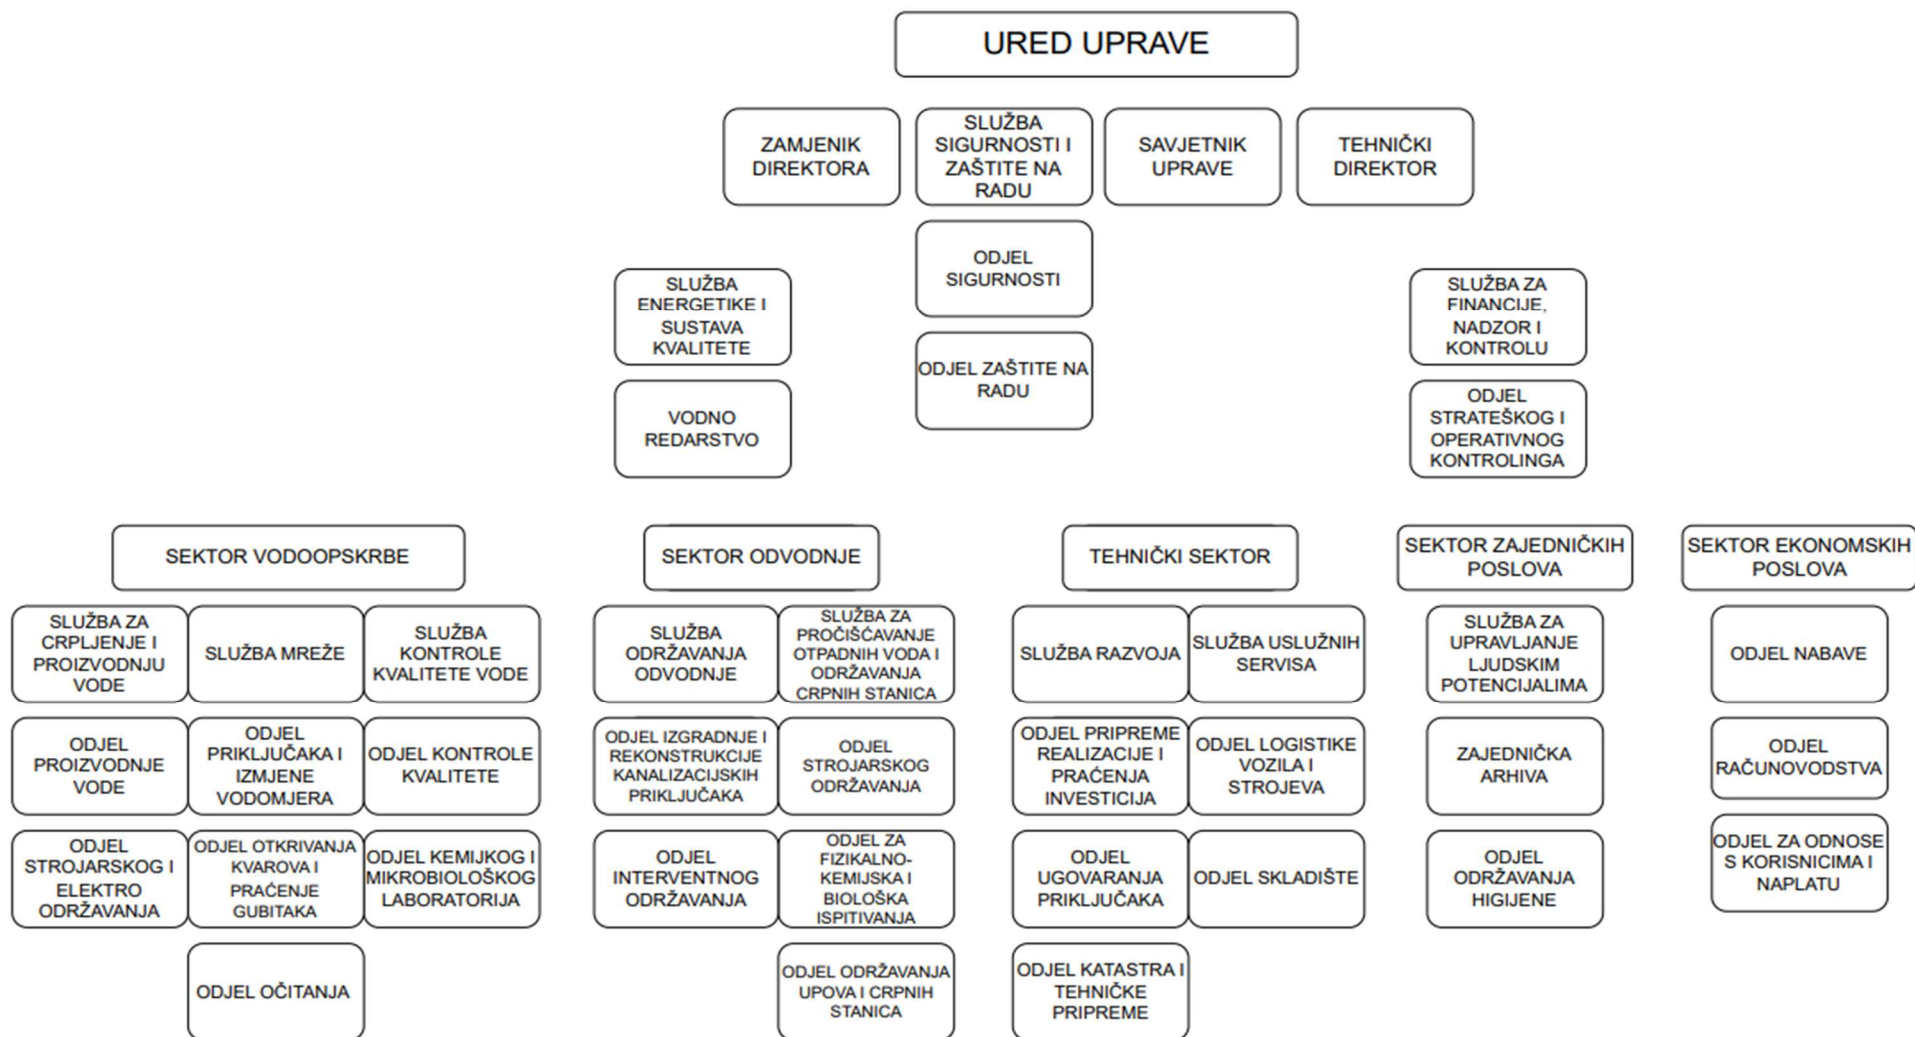 URED UPRAVE
ZAMJENIK
DIREKTORA
SLUŽBA
SIGURNOSTI I
ZAŠTITE NA
RADU
SAVJETNIK
UPRAVE
TEHNIČKI
DIREKTOR
ODJEL
SIGURNOSTI
SLUŽBA
ENERGETIKE I
SUSTAVA
KVALITETE
SLUŽBA ZA
FINANCIJE,
NADZOR I
KONTROLU
ODJEL ZAŠTITE NA
RADU
VODNO
REDARSTVO
ODJEL
STRATEŠKOG I
OPERATIVNOG
KONTROLINGA
SEKTOR VODOOPSKRBE
SEKTOR ODVODNJE
TEHNIČKI SEKTOR
SEKTOR ZAJEDNIČKIH
POSLOVA
SEKTOR EKONOMSKIH
POSLOVA
SLUŽBA ZA
CRPLJENJE I
PROIZVODNJU
VODE
SLUŽBA MREŽE
SLUŽBA
KONTROLE
KVALITETE VODE
SLUŽBA
ODRŽAVANJA
ODVODNJE
SLUŽBA ZA
PROČIŠĆAVANJE
OTPADNIH VODA I
ODRŽAVANJA
CRPNIH STANICA
SLUŽBA RAZVOJA
SLUŽBA USLUŽNIH
SERVISA
SLUŽBA ZA
UPRAVLJANJE
LJUDSKIM
POTENCIJALIMA
ODJEL NABAVE
ODJEL
PROIZVODNJE
VODE
ODJEL
PRIKLJUČAKA I
IZMJENE
VODOMJERA
ODJEL KONTROLE
KVALITETE
ODJEL IZGRADNJE I
REKONSTRUKCIJE
KANALIZACIJSKIH
PRIKLJUČAKA
ODJEL
STROJARSKOG
ODRŽAVANJA
ODJEL PRIPREME
REALIZACIJE I
PRAĆENJA
INVESTICIJA
ODJEL LOGISTIKE
VOZILA I
STROJEVA
ZAJEDNIČKA
ARHIVA
ODJEL
RAČUNOVODSTVA
ODJEL
STROJARSKOG I
ELEKTRO
ODRŽAVANJA
ODJEL OTKRIVANJA
KVAROVA I
PRAĆENJE
GUBITAKA
ODJEL KEMIJKOG I
MIKROBIOLOŠKOG
LABORATORIJA
ODJEL
INTERVENTNOG
ODRŽAVANJA
ODJEL ZA
FIZIKALNO-
KEMIJSKA I
BIOLOŠKA
ISPITIVANJA
ODJEL
UGOVARANJA
PRIKLJUČAKA
ODJEL SKLADIŠTE
ODJEL
ODRŽAVANJA
HIGIJENE
ODJEL ZA ODNOSE
S KORISNICIMA I
NAPLATU
ODJEL OČITANJA
ODJEL ODRŽAVANJA
UPOVA I CRPNIH
STANICA
ODJEL KATASTRA I
TEHNIČKE
PRIPREME